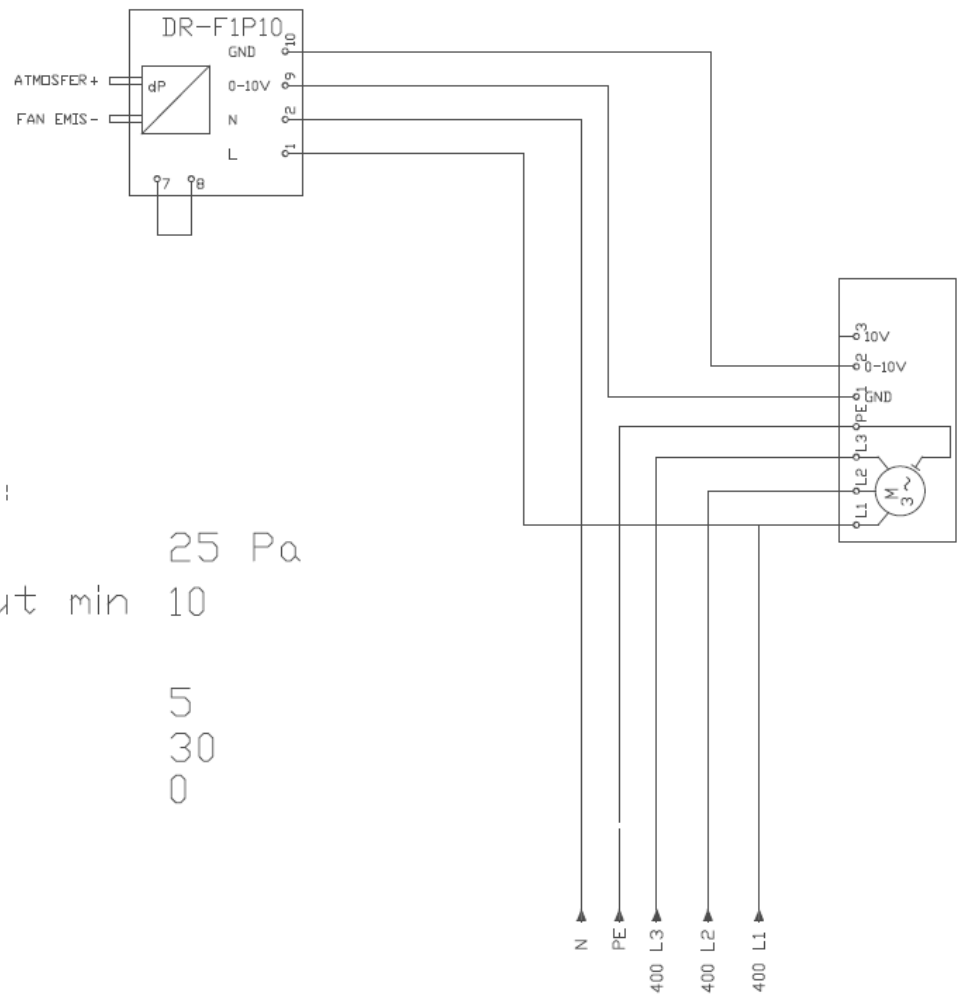 DR-F1P10
GND 10
ATMOSFER+
dP
0-10V 9
FAN EMIS-
N 2
L 1
7 8
3 10V
2 0-10V
1 GND
PE
L3
L2
M
3~
L1
25 Pa
min 10
5
30
0
N
PE
400 L3
400 L2
400 L1